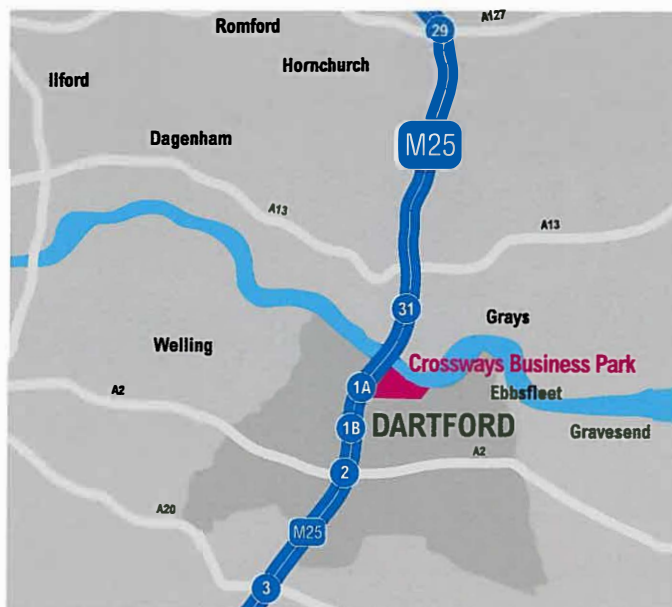 A127
29
Romford
Hornchurch
Ilford
M25
Dagenham
A13
A13
31
Grays
Welling
Crossways Business Park
1A
A2
Ebbsfleet
1B
DARTFORD
Gravesend
A2
2
A20
M25
3